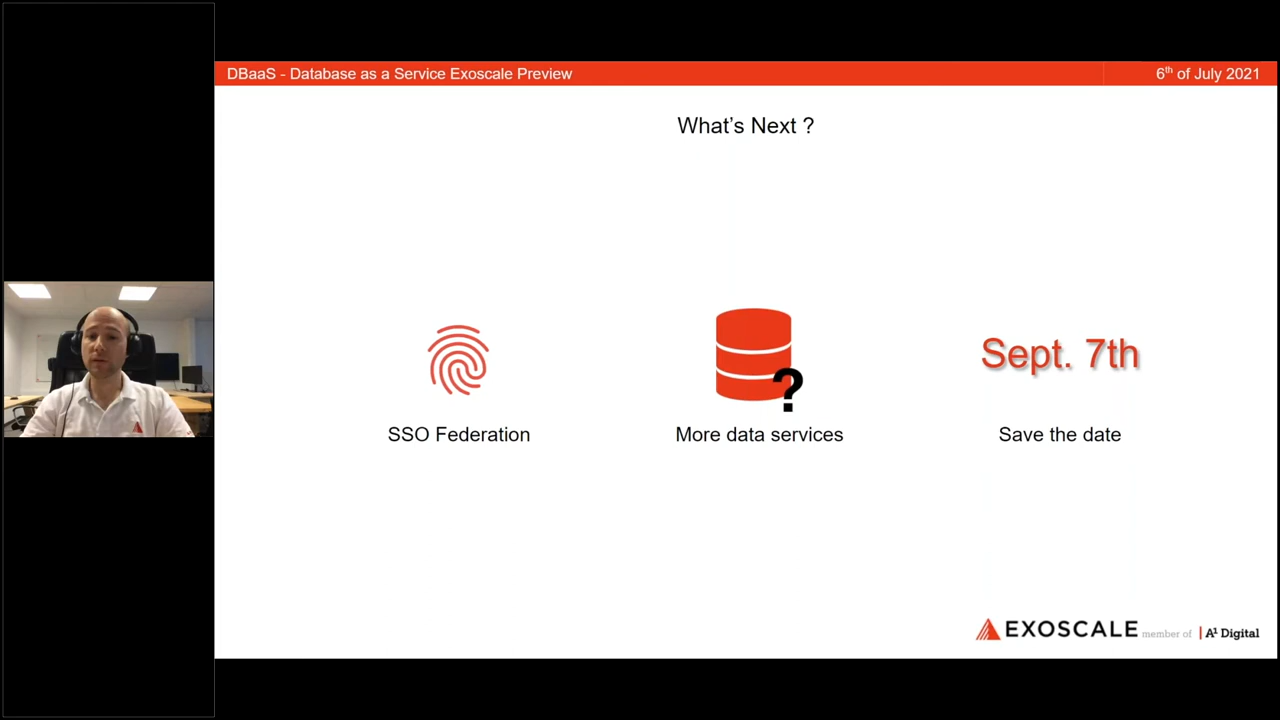 DBaaS - Database as a Service Exoscale Preview
6th of July 2021
What's Next ?
?
Sept. 7th
SSO Federation
More data services
Save the date
EXOSCALE member of | A1 Digital